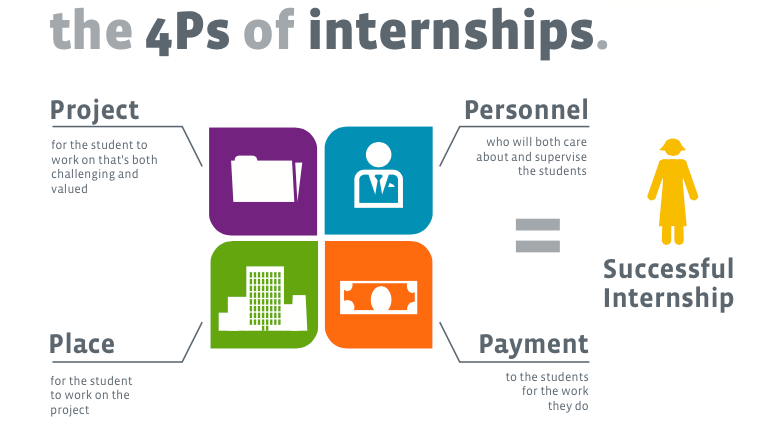 the 4Ps of internships.
Project
for the student to
work on that's both
challenging and
valued
Personnel
who will both care
about and supervise
the students
Successful
Internship
Place
for the student
to work on the
project
Payment
to the students
for the work
they do